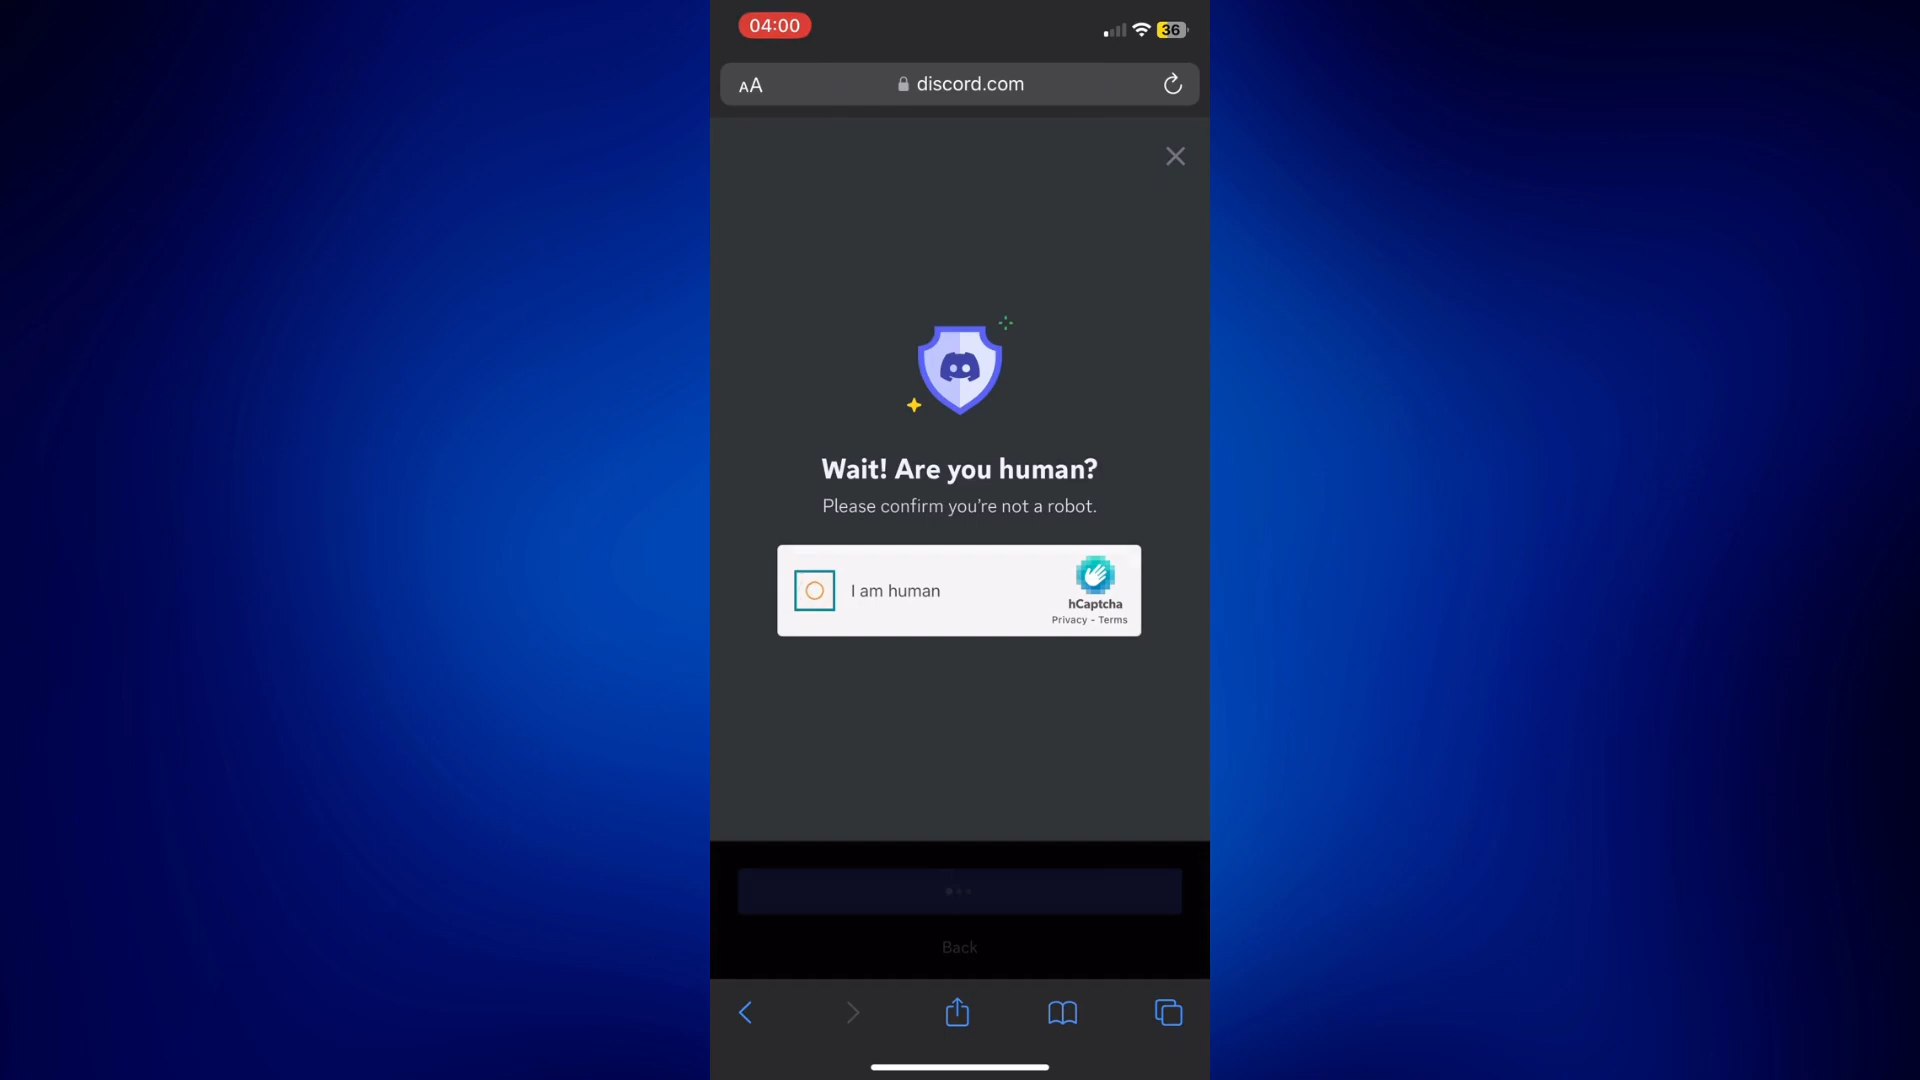 04:00
36
AA
discord.com
Wait! Are you human?
Please confirm you're not a robot.
I am human
hCaptcha
Privacy - Terms
Back